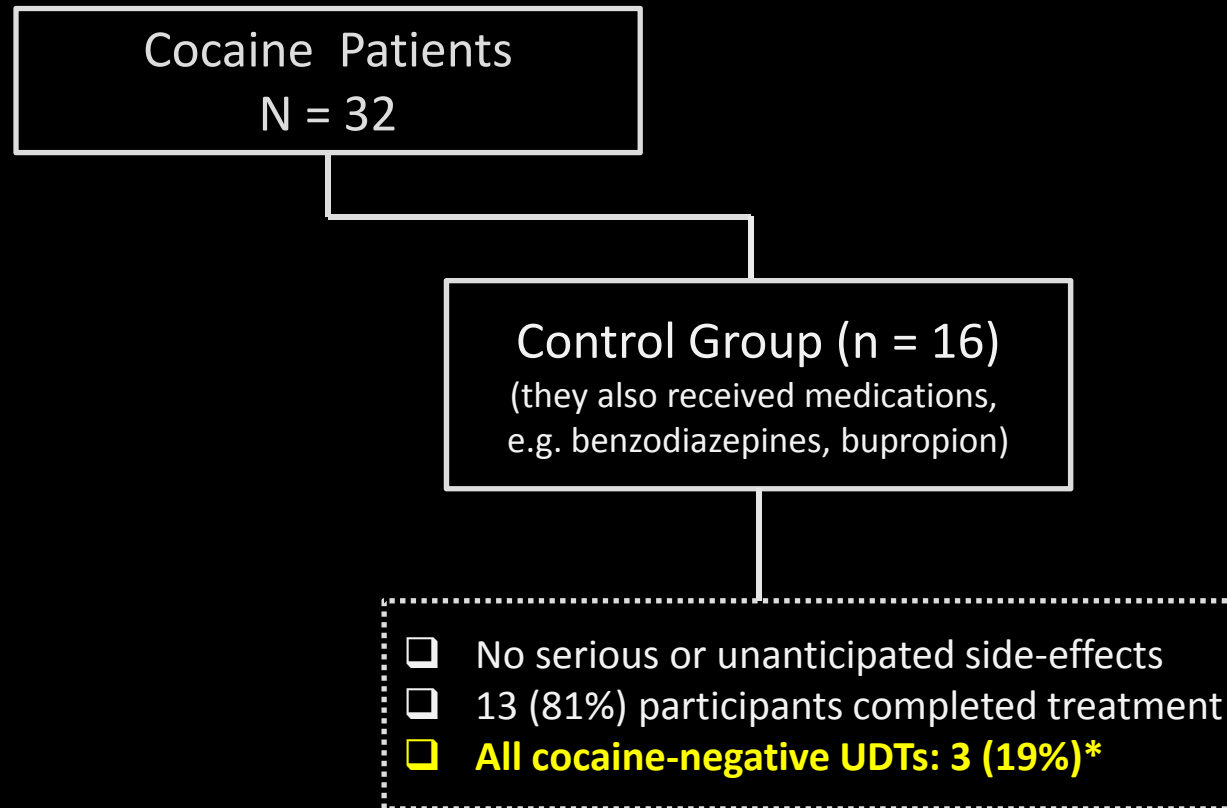 Cocaine  Patients
N = 32
Control Group (n = 16)
(they also received medications,
e.g. benzodiazepines, bupropion)
❑ No serious or unanticipated side-effects
❑ 13 (81%) participants completed treatment
❑ All cocaine-negative UDTs: 3 (19%)*